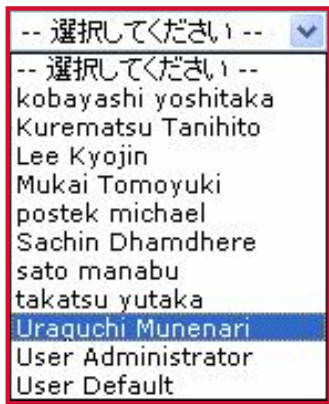 -- 選択してください --
-- 選択してください --
kobayashi yoshitaka
Kurematsu Tanihito
Lee Kyojin
Mukai Tomoyuki
postek michael
Sachin Dhamdhere
sato manabu
takatsu yutaka
Uraguchi Munenari
User Administrator
User Default